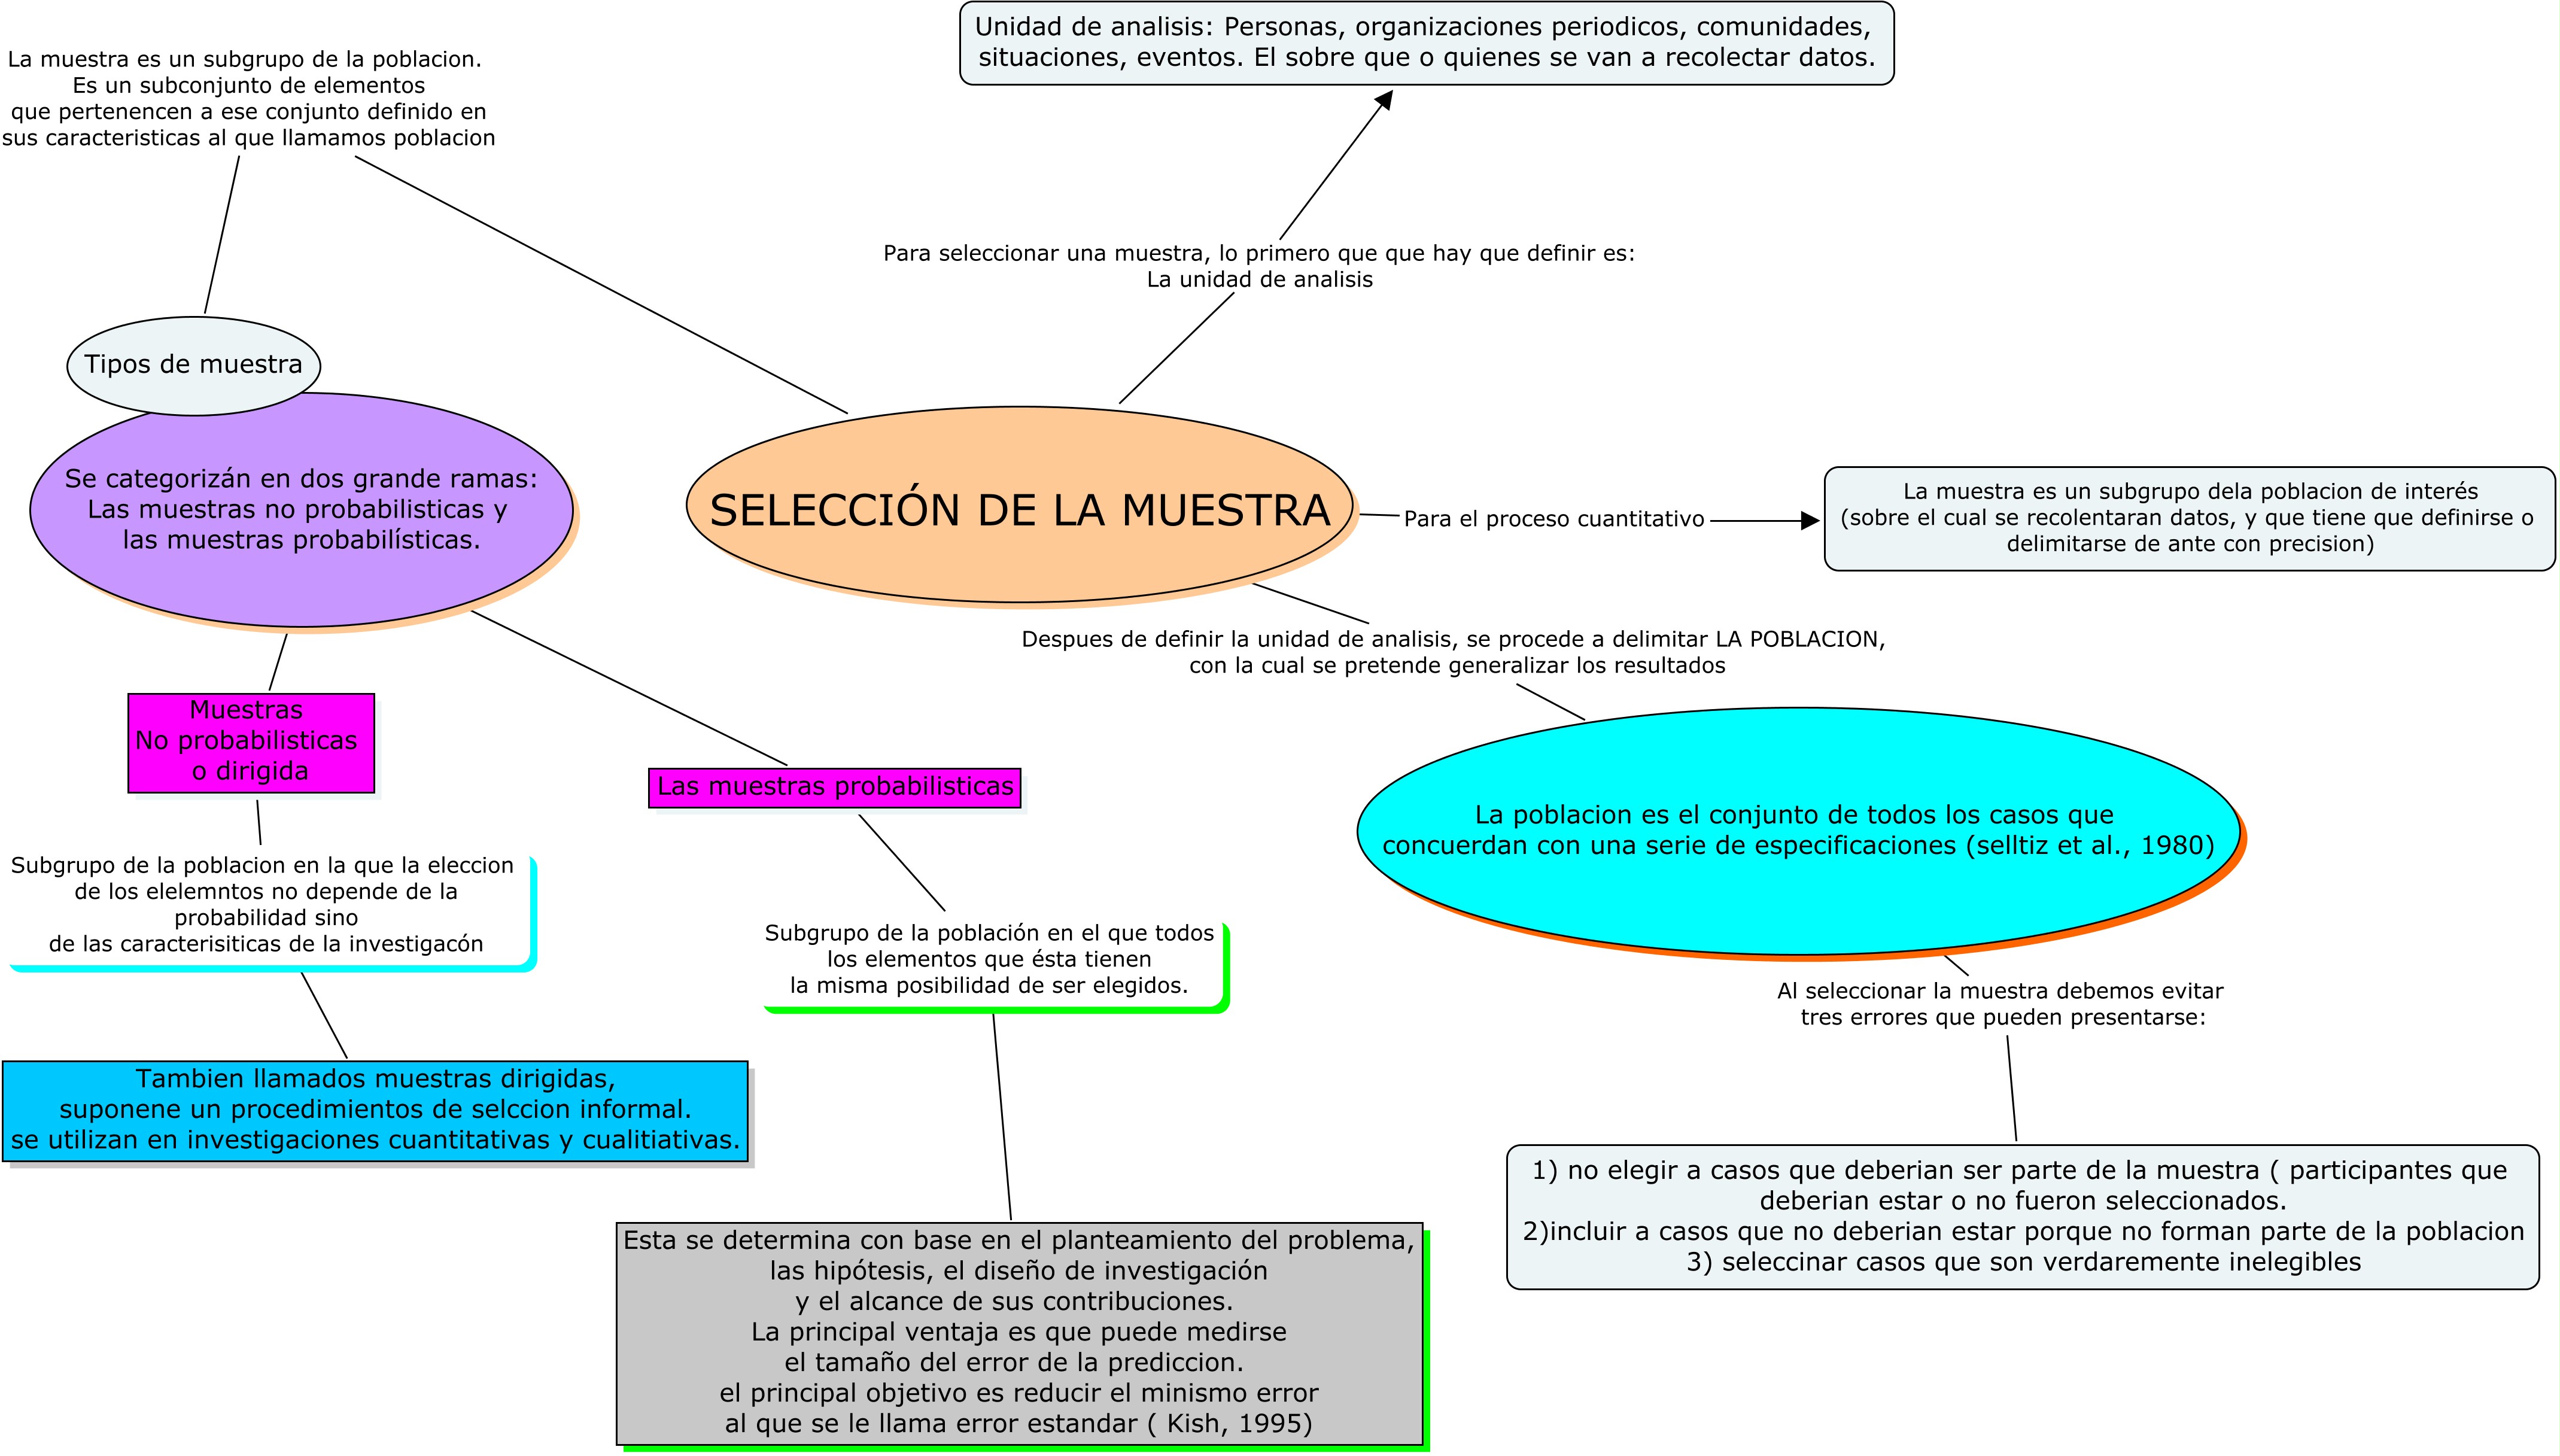 Unidad de analisis: Personas, organizaciones periodicos, comunidades,
situaciones, eventos. El sobre que o quienes se van a recolectar datos.
La muestra es un subgrupo de la poblacion.
Es un subconjunto de elementos
que pertenencen a ese conjunto definido en
sus caracteristicas al que llamamos poblacion
Para seleccionar una muestra, lo primero que que hay que definir es:
La unidad de analisis
Tipos de muestra
Se categorizán en dos grande ramas:
Las muestras no probabilisticas y
las muestras probabilísticas.
SELECCIÓN DE LA MUESTRA
Para el proceso cuantitativo
La muestra es un subgrupo dela poblacion de interés
(sobre el cual se recolentaran datos, y que tiene que definirse o
delimitarse de ante con precision)
Despues de definir la unidad de analisis, se procede a delimitar LA POBLACION,
con la cual se pretende generalizar los resultados
Muestras
No probabilisticas
o dirigida
Las muestras probabilisticas
La poblacion es el conjunto de todos los casos que
concuerdan con una serie de especificaciones (selltiz et al., 1980)
Subgrupo de la poblacion en la que la eleccion
de los elelemntos no depende de la
probabilidad sino
de las caracterisiticas de la investigacón
Subgrupo de la población en el que todos
los elementos que ésta tienen
la misma posibilidad de ser elegidos.
Al seleccionar la muestra debemos evitar
tres errores que pueden presentarse:
Tambien llamados muestras dirigidas,
suponene un procedimientos de selccion informal.
se utilizan en investigaciones cuantitativas y cualitiativas.
1) no elegir a casos que deberian ser parte de la muestra ( participantes que
deberian estar o no fueron seleccionados.
2)incluir a casos que no deberian estar porque no forman parte de la poblacion
3) seleccinar casos que son verdaremente inelegibles
Esta se determina con base en el planteamiento del problema,
las hipótesis, el diseño de investigación
y el alcance de sus contribuciones.
La principal ventaja es que puede medirse
el tamaño del error de la prediccion.
el principal objetivo es reducir el minismo error
al que se le llama error estandar ( Kish, 1995)